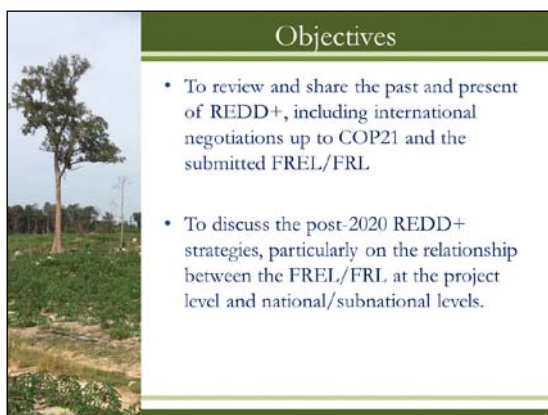 Objectives
• To review and share the past and present
of REDD+, including international
negotiations up to COP21 and the
submitted FREL/FRL
• To discuss the post-2020 REDD+
strategies, particularly on the relationship
between the FREL/FRL at the project
level and national/subnational levels.